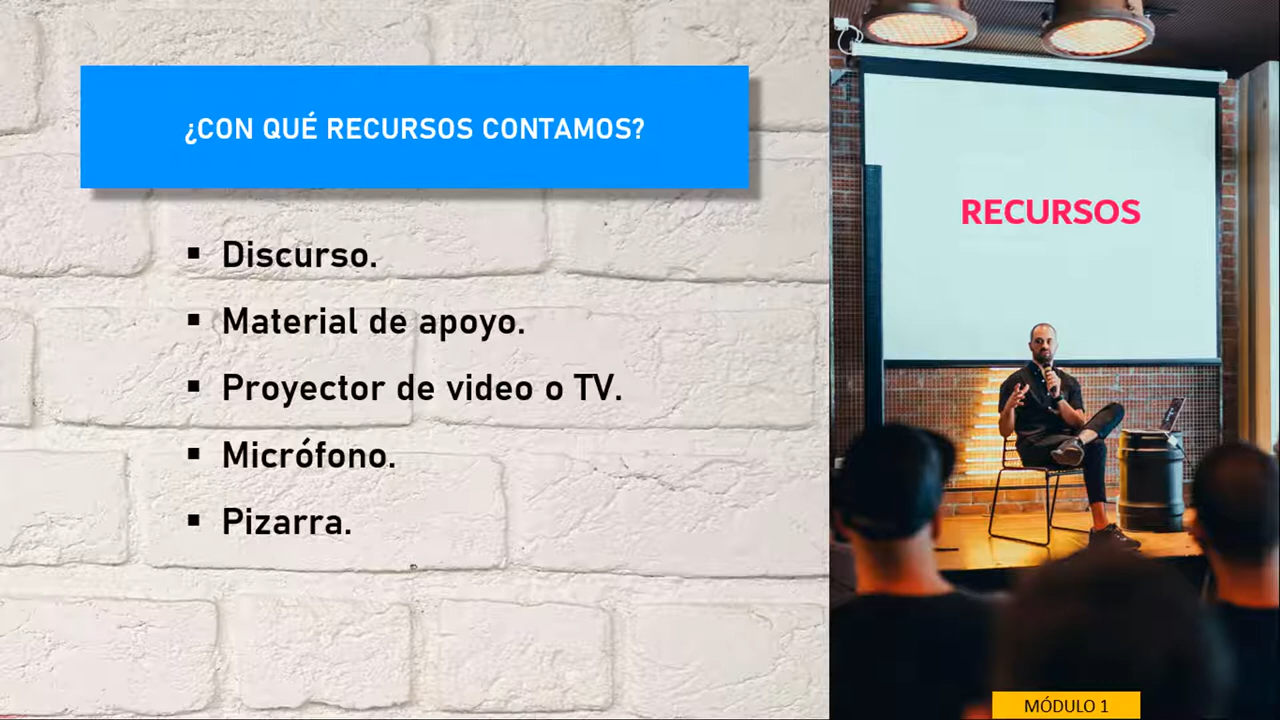 ¿CON QUÉ RECURSOS CONTAMOS?
▪ Discurso.
▪ Material de apoyo.
▪ Proyector de video o TV.
▪ Micrófono.
▪ Pizarra.
RECURSOS
MÓDULO 1